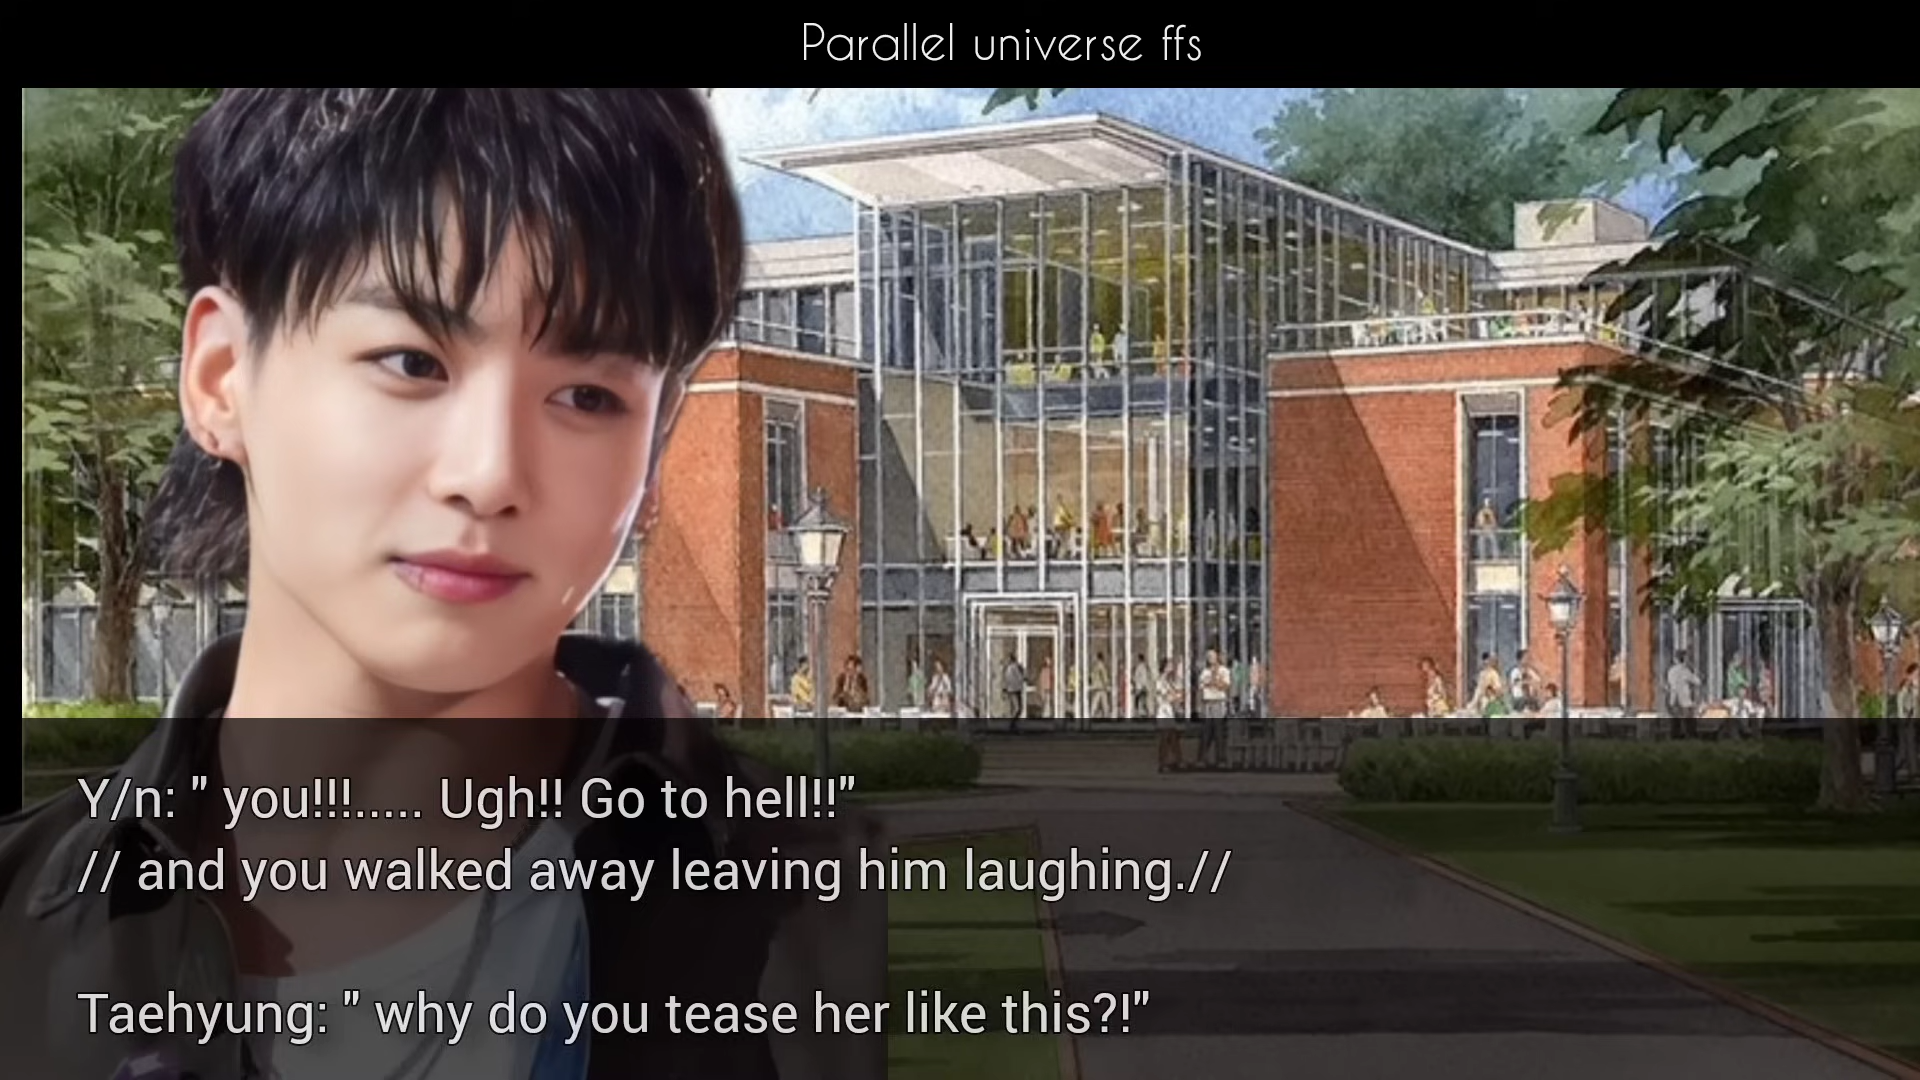 Parallel universe ffs
Y/n: " you!!!..... Ugh!! Go to hell!!"
// and you walked away leaving him laughing.//
Taehyung: " why do you tease her like this?!"